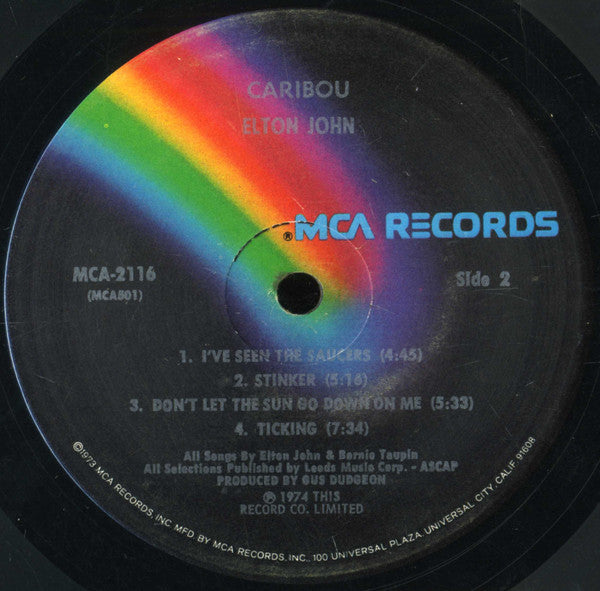 CARIBOU
ELTON JOHN
®MCA RECORDS
MCA-2116
(MCA801)
Side 2
1. I'VE SEEN THE SAUCERS (4:45)
2. STINKER (5:16)
3. DON'T LET THE SUN GO DOWN ON ME (5:33)
4. TICKING (7:34)
All Songs By Elton John & Bernie Taupin
All Selections Published by Leeds Music Corp. - ASCAP
PRODUCED BY GUS DUDGEON
℗ 1974 THIS
RECORD CO. LIMITED
©1973 MCA RECORDS, INC. MFD. BY MCA RECORDS, INC., 100 UNIVERSAL PLAZA, UNIVERSAL CITY, CALIF. 91608